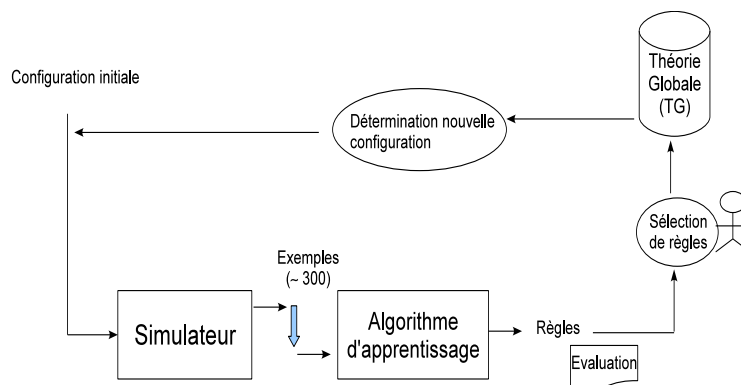 Configuration initiale
Théorie
Globale
(TG)
Détermination nouvelle
configuration
Sélection
de règles
Exemples
(~ 300)
Simulateur
Algorithme
d'apprentissage
Règles
Evaluation